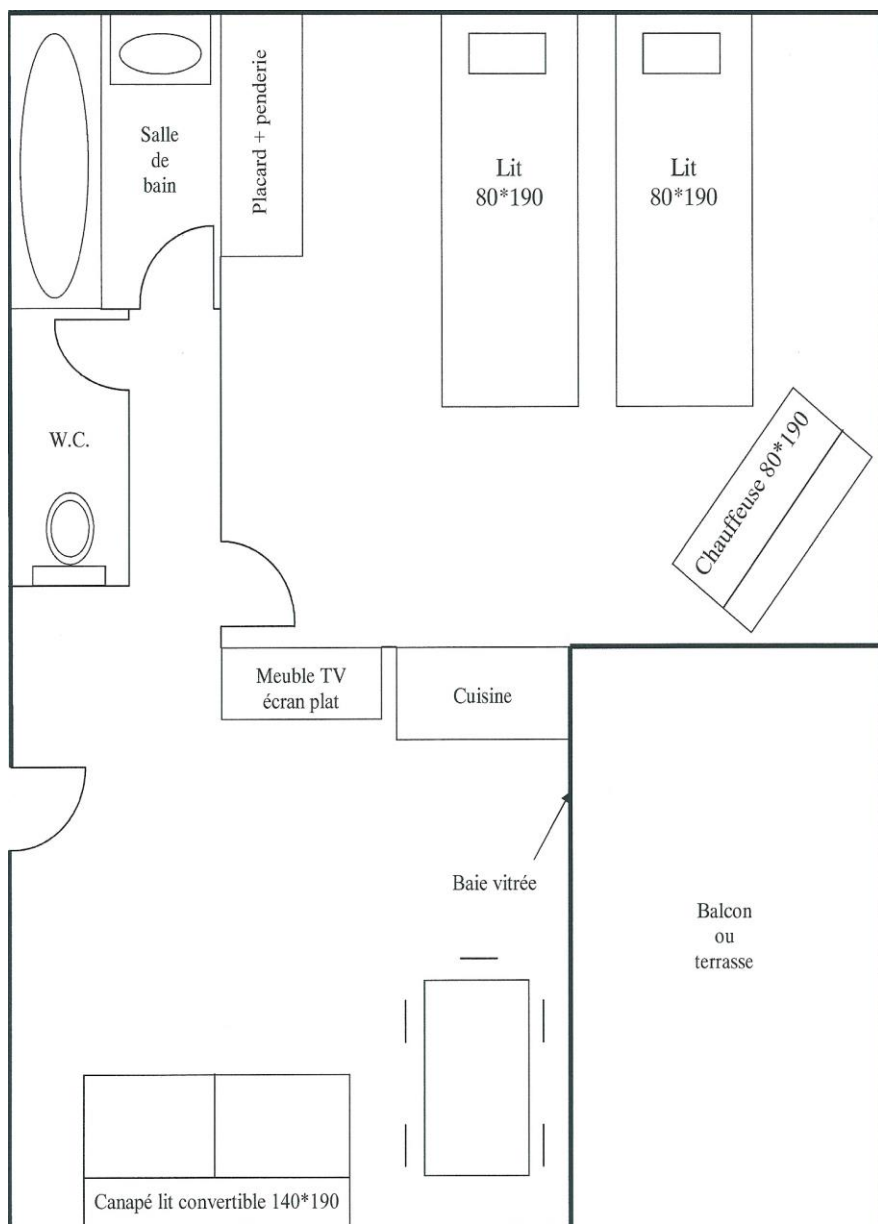 Salle
de
bain
Placard + penderie
Lit
80*190
Lit
80*190
W.C.
Chauffeuse 80*190
Meuble TV
écran plat
Cuisine
Baie vitrée
Balcon
ou
terrasse
Canapé lit convertible 140*190